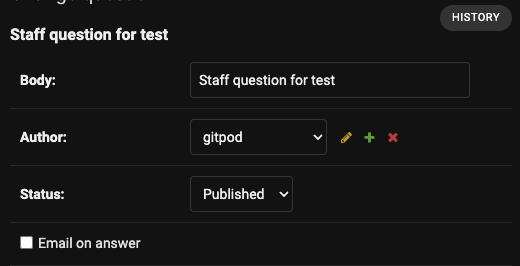 HISTORY
Staff question for test
Body: Staff question for test
Author: gitpod
Status: Published
Email on answer